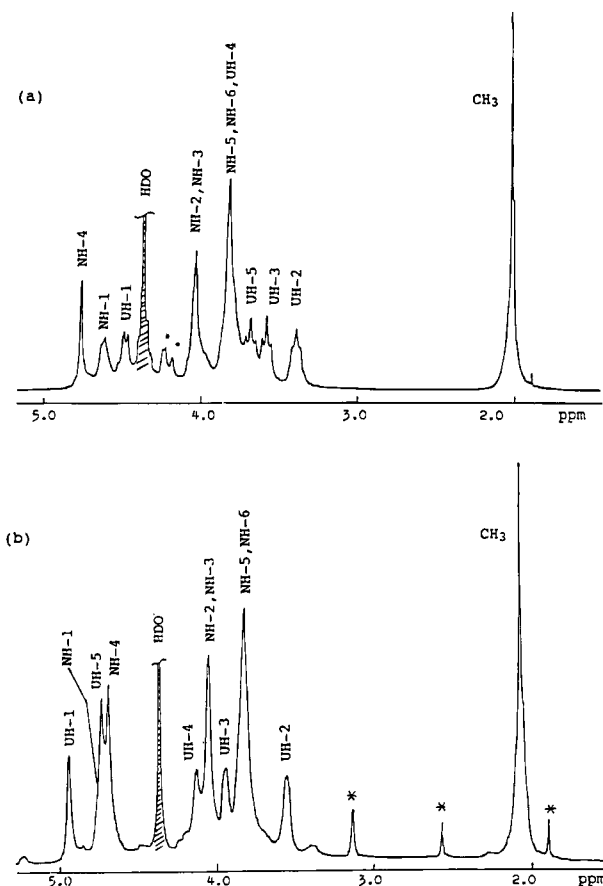 (a)
NH-4
NH-1
UH-1
HDO
NH-2, NH-3
NH-5, NH-6, UH-4
UH-5
UH-3
UH-2
CH3
5.0 4.0 3.0 2.0 ppm
(b)
UH-1
NH-1
UH-5
NH-4
HDO
UH-4
NH-2, NH-3
UH-3
NH-5, NH-6
UH-2
*
*
*
CH3
5.0 4.0 3.0 2.0 ppm